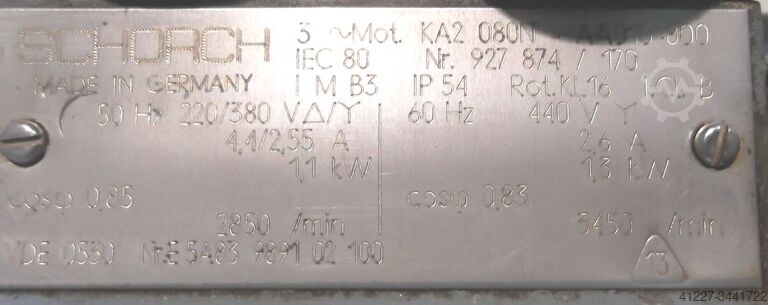 SCHORCH 3 ~Mot. KA2 080N
IEC 80 Nr. 927 874 / 170
MADE IN GERMANY I M B3 IP 54 Rot.KL16 I.CL. B
50 Hz 220/380 V△/Y 60 Hz 440 V Y
4,4/2,55 A 2,6 A
1,1 kW 1,3 kW
cosφ 0,85 cosφ 0,83
2850 /min 3450 /min
VDE 0530 Nr.E 5483 9891 02 100 13
41227-3441722